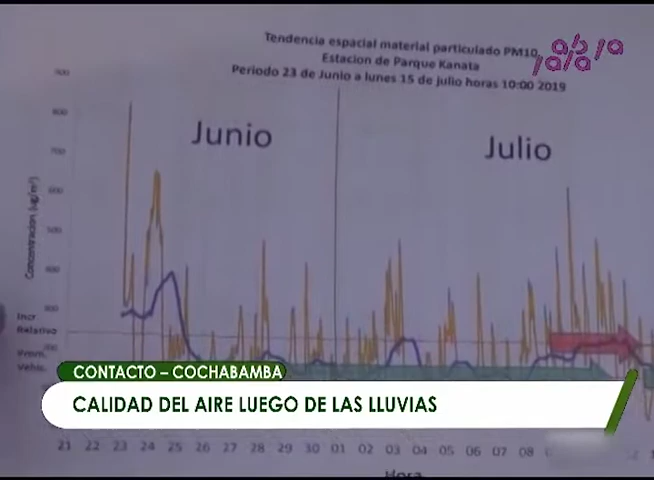 Tendencia espacial material particulado PM10,
Estacion de Parque Kanata
Periodo 23 de Junio a lunes 15 de julio horas 10:00 2019
abya
yala
Junio
Julio
Concentracion (ug/m³)
Incr.
Relativo
CONTACTO – COCHABAMBA
CALIDAD DEL AIRE LUEGO DE LAS LLUVIAS
21 22 23 24 25 26 27 28 29 30 01 02 03 04 05 06 07 08
Hora